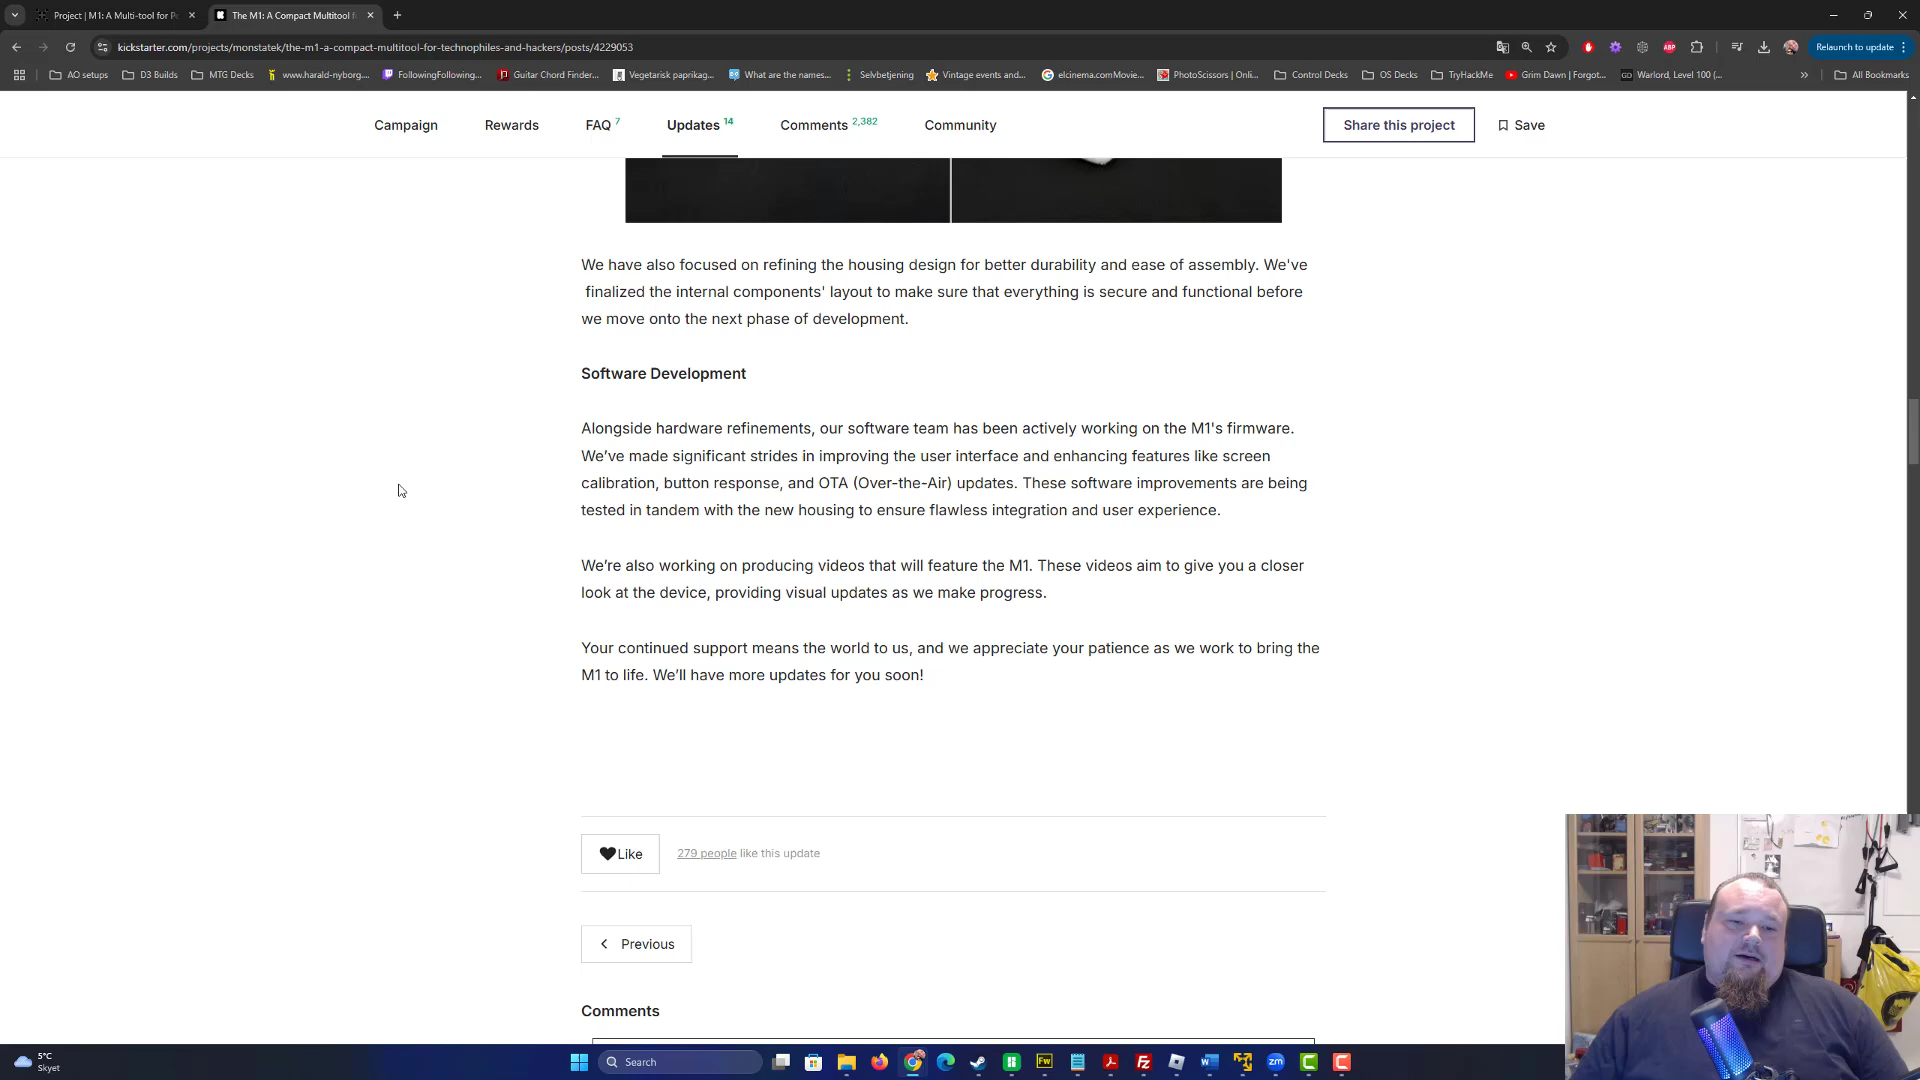 Project | M1: A Multi-tool for P
The M1: A Compact Multitool f
kickstarter.com/projects/monstatek/the-m1-a-compact-multitool-for-technophiles-and-hackers/posts/4229053
ABP
Relaunch to update
AO setups
D3 Builds
MTG Decks
www.harald-nyborg....
FollowingFollowing...
Guitar Chord Finder...
Vegetarisk paprikag...
What are the names...
Selvbetjening
Vintage events and...
elcinema.comMovie...
PhotoScissors | Onli...
Control Decks
OS Decks
TryHackMe
Grim Dawn | Forgot...
GD
Warlord, Level 100 (...
»
All Bookmarks
Campaign
Rewards
FAQ 7
Updates 14
Comments 2,382
Community
Share this project
Save
We have also focused on refining the housing design for better durability and ease of assembly. We've
finalized the internal components' layout to make sure that everything is secure and functional before
we move onto the next phase of development.
Software Development
Alongside hardware refinements, our software team has been actively working on the M1's firmware.
We’ve made significant strides in improving the user interface and enhancing features like screen
calibration, button response, and OTA (Over-the-Air) updates. These software improvements are being
tested in tandem with the new housing to ensure flawless integration and user experience.
We’re also working on producing videos that will feature the M1. These videos aim to give you a closer
look at the device, providing visual updates as we make progress.
Your continued support means the world to us, and we appreciate your patience as we work to bring the
M1 to life. We’ll have more updates for you soon!
Like
279 people like this update
Previous
Comments
5°C
Skyet
Search
Fw
Fz
W
zm
C
C